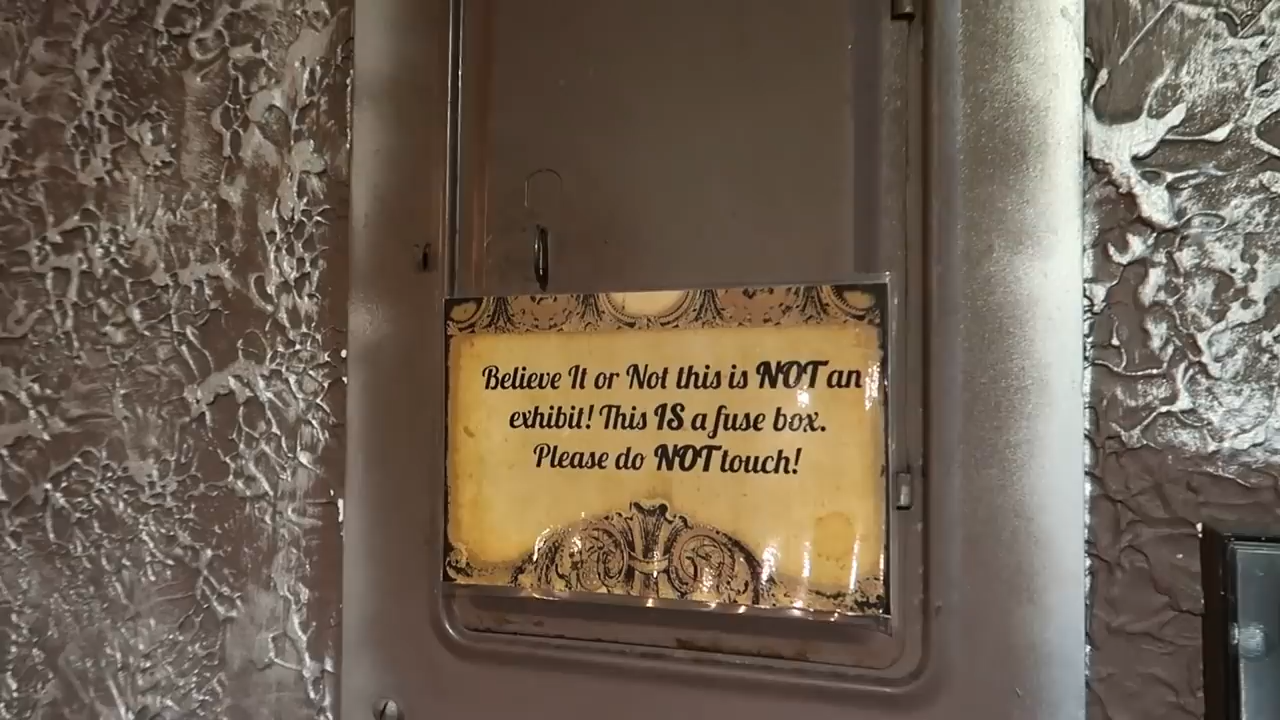 Believe It or Not this is NOT an
exhibit! This IS a fuse box.
Please do NOT touch!